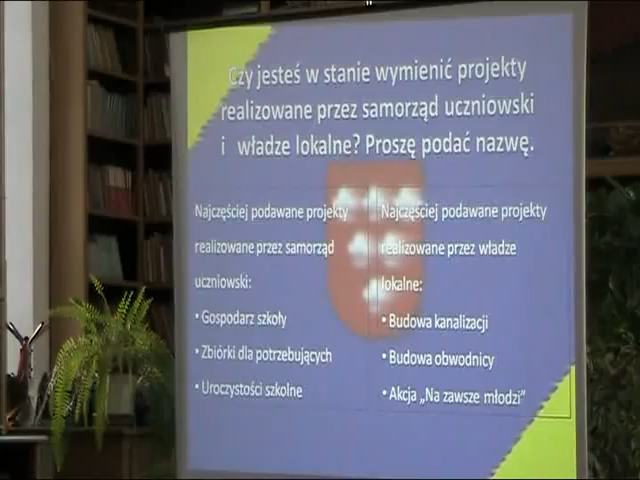 Czy jesteś w stanie wymienić projekty
realizowane przez samorząd uczniowski
i władze lokalne? Proszę podać nazwę.
Najczęściej podawane projekty
realizowane przez samorząd
uczniowski:
• Gospodarz szkoły
• Zbiórki dla potrzebujących
• Uroczystości szkolne
Najczęściej podawane projekty
realizowane przez władze
lokalne:
• Budowa kanalizacji
• Budowa obwodnicy
• Akcja „Na zawsze młodzi”